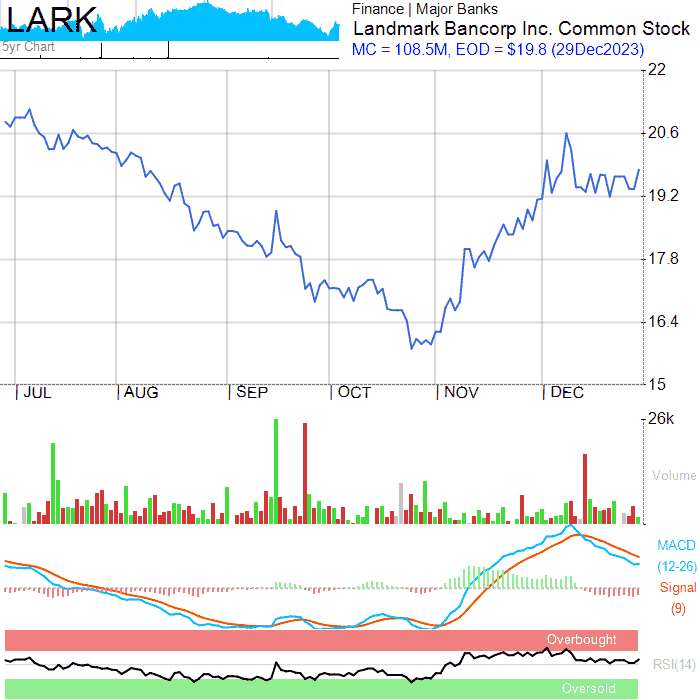 LARK
5yr Chart
Finance | Major Banks
Landmark Bancorp Inc. Common Stock
MC = 108.5M, EOD = $19.8 (29Dec2023)
22
20.6
19.2
17.8
16.4
15
JUL AUG SEP OCT NOV DEC
26k
Volume
MACD
(12-26)
Signal
(9)
Overbought
RSI(14)
Oversold